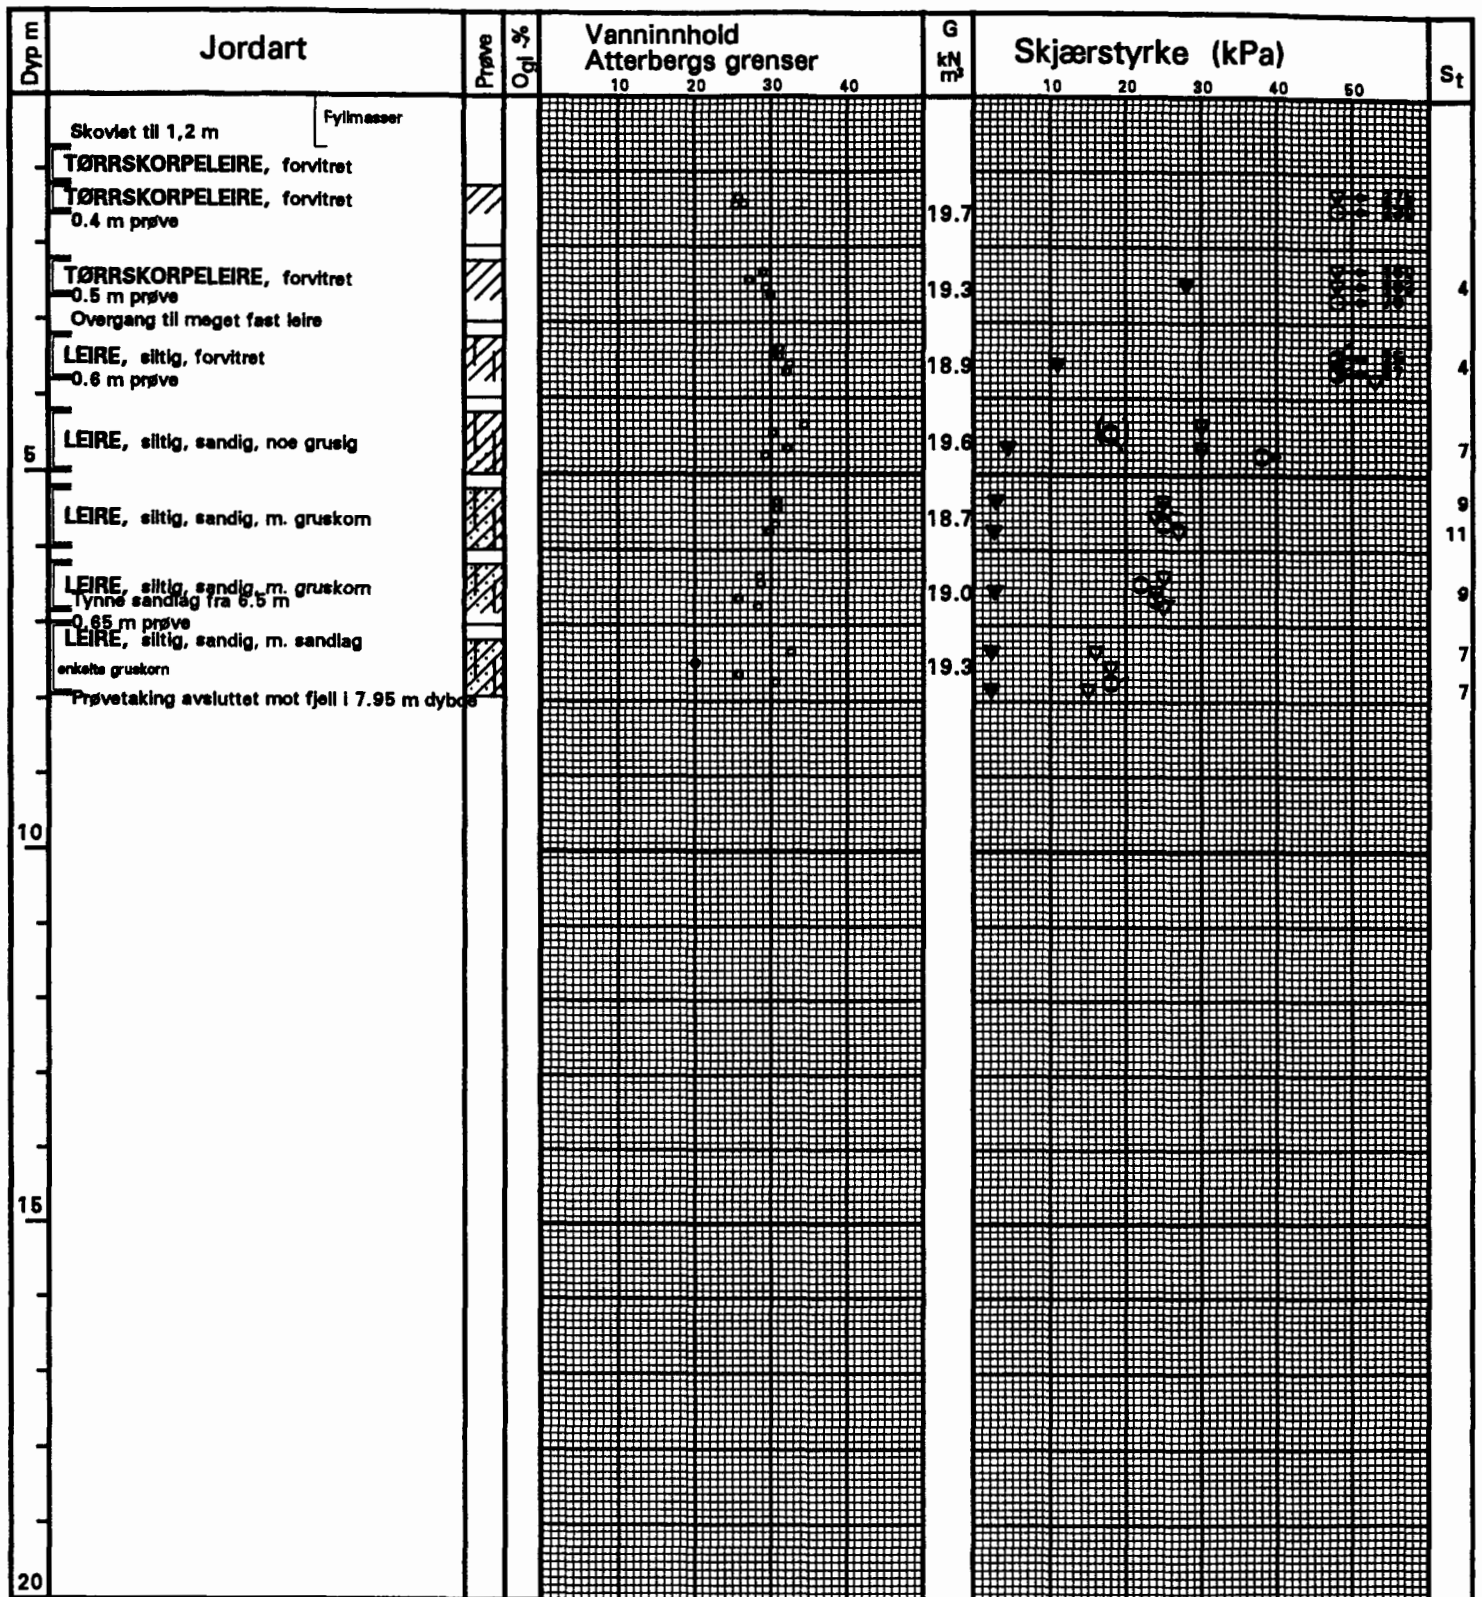 Dyp m
Jordart
Prøve
Ogl -%
Vanninnhold
Atterbergs grenser
10 20 30 40
G
kN
m³
Skjærstyrke (kPa)
10 20 30 40 50
St
Fyllmasser
Skovlet til 1,2 m
TØRRSKORPELEIRE, forvitret
TØRRSKORPELEIRE, forvitret
0.4 m prøve
19.7
TØRRSKORPELEIRE, forvitret
0.5 m prøve
19.3
4
Overgang til meget fast leire
LEIRE, siltig, forvitret
0.6 m prøve
18.9
4
LEIRE, siltig, sandig, noe grusig
5
19.6
7
LEIRE, siltig, sandig, m. gruskorn
18.7
9
11
LEIRE, siltig, sandig, m. gruskorn
Tynne sandlag fra 6.5 m
0.65 m prøve
19.0
9
LEIRE, siltig, sandig, m. sandlag
enkelte gruskorn
19.3
7
7
Prøvetaking avsluttet mot fjell i 7.95 m dybde
10
15
20